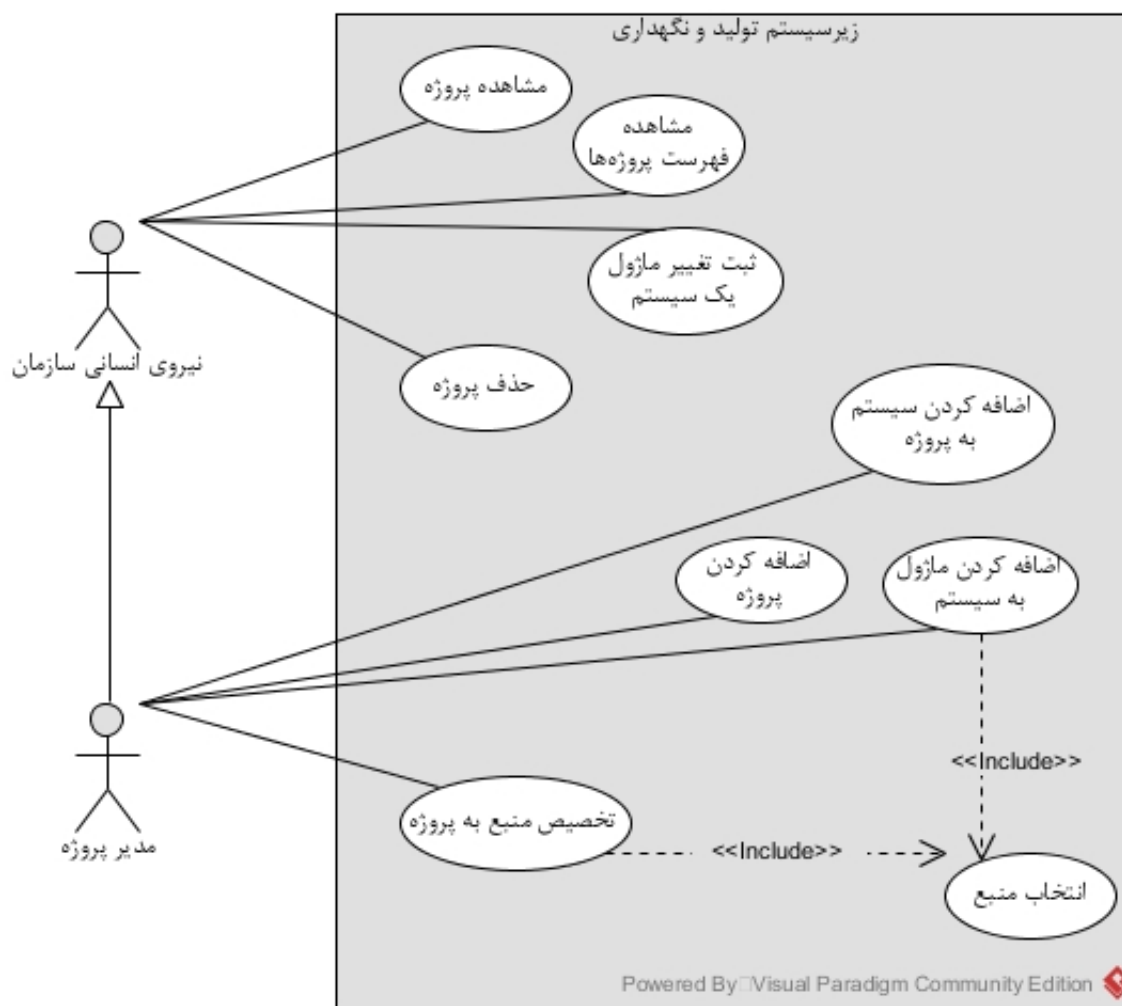 زیرسیستم تولید و نگهداری
مشاهده پروژه
مشاهده
فهرست پروژه‌ها
ثبت تغییر ماژول
یک سیستم
نیروی انسانی سازمان
حذف پروژه
اضافه کردن سیستم
به پروژه
اضافه کردن
پروژه
اضافه کردن ماژول
به سیستم
<<Include>>
تخصیص منبع به پروژه
مدیر پروژه
<<Include>>
انتخاب منبع
Powered By Visual Paradigm Community Edition